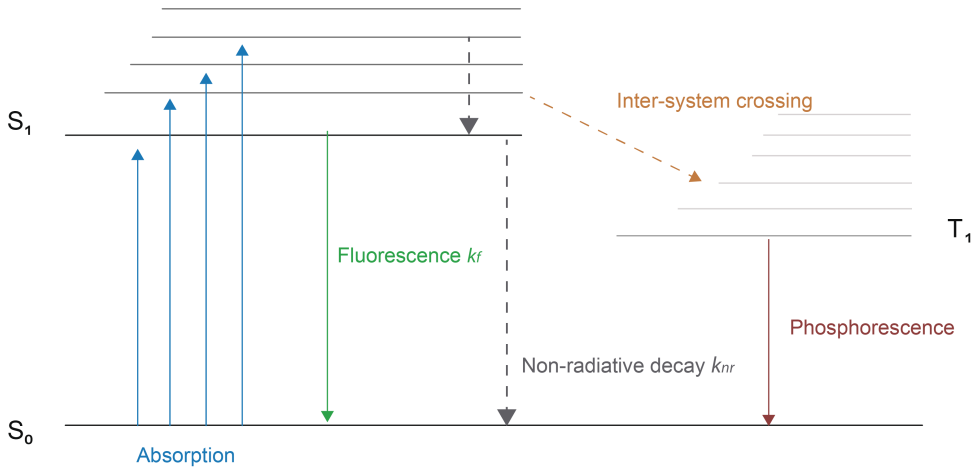 Inter-system crossing
S₁
T₁
Fluorescence kf
Phosphorescence
Non-radiative decay knr
S₀
Absorption